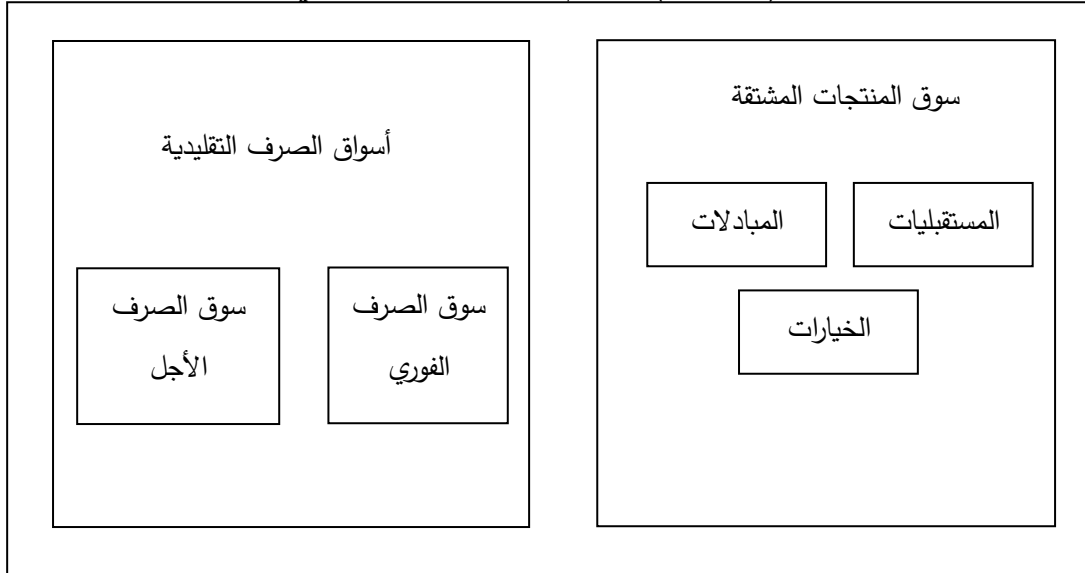 سوق المنتجات المشتقة
المستقبليات
المبادلات
الخيارات
أسواق الصرف التقليدية
سوق الصرف
الفوري
سوق الصرف
الأجل